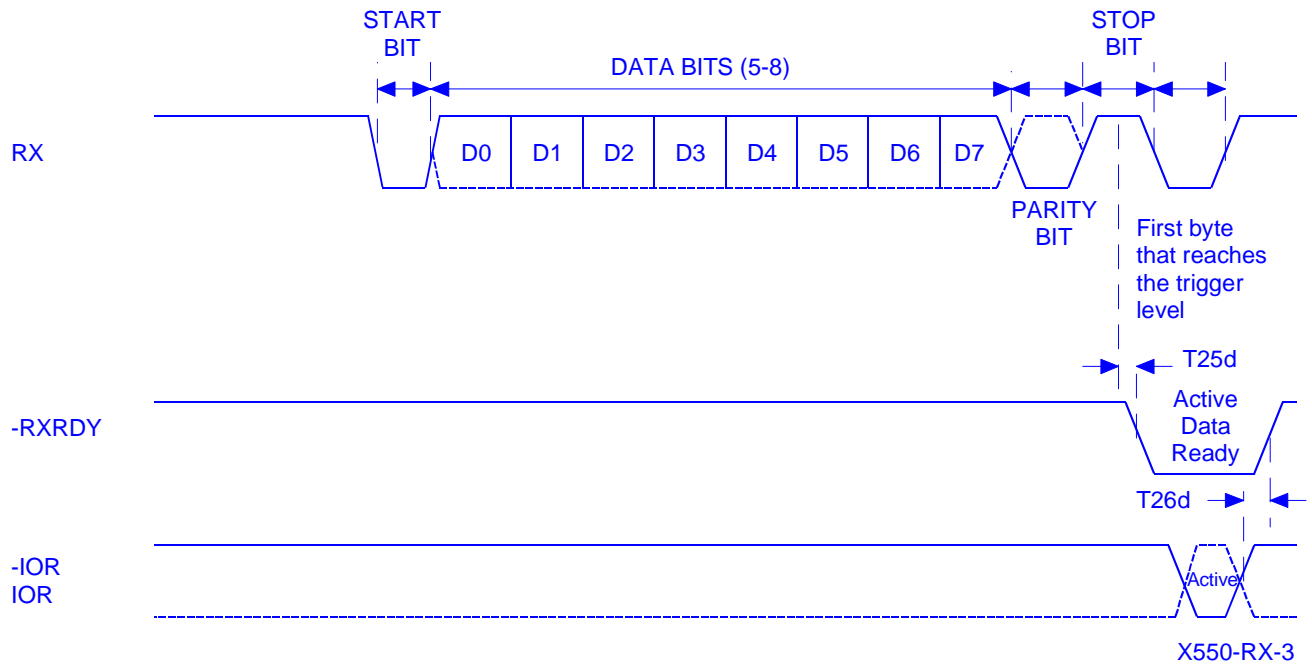 START
BIT
STOP
BIT
DATA BITS (5-8)
RX
D0 D1 D2 D3 D4 D5 D6 D7
PARITY
BIT
First byte
that reaches
the trigger
level
T25d
-RXRDY
Active
Data
Ready
T26d
-IOR
IOR
Active
X550-RX-3